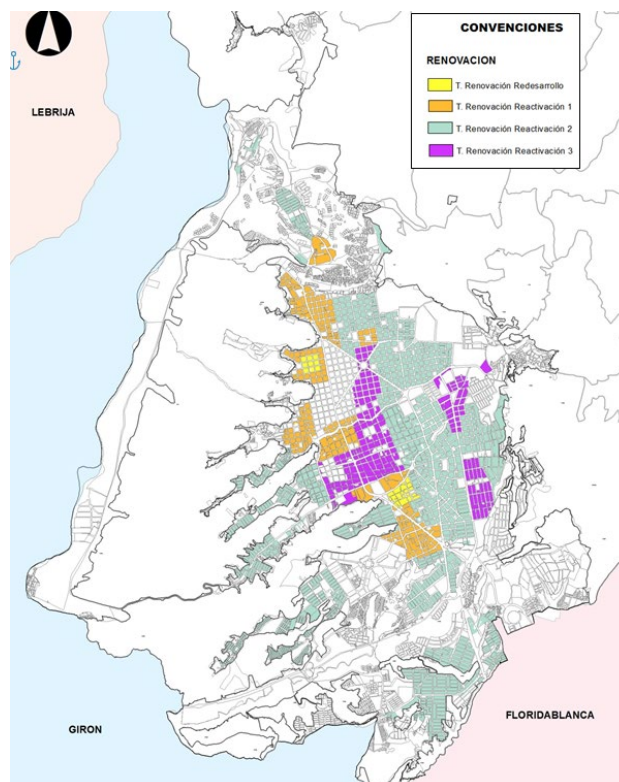 CONVENCIONES
RENOVACION
T. Renovación Redesarrollo
T. Renovación Reactivación 1
T. Renovación Reactivación 2
T. Renovación Reactivación 3
LEBRIJA
GIRON
FLORIDABLANCA